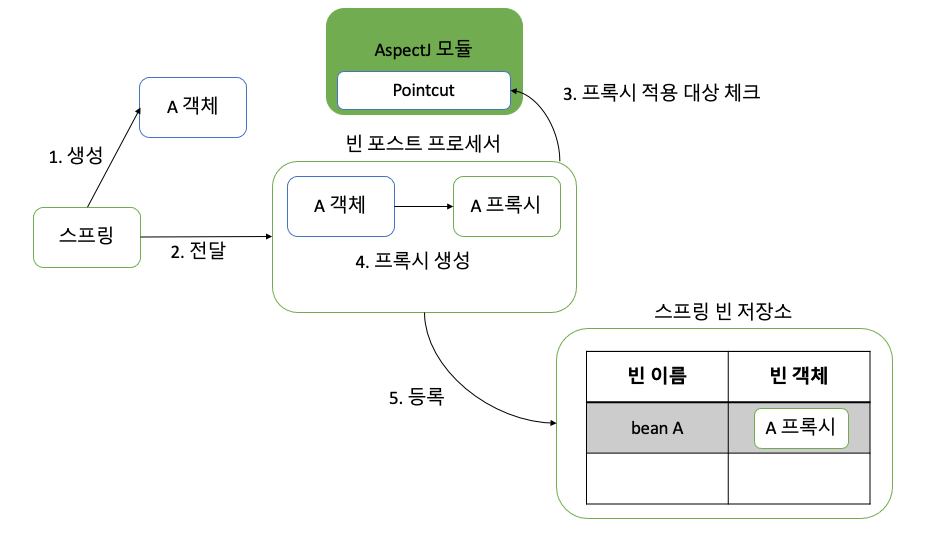 AspectJ 모듈
Pointcut
3. 프록시 적용 대상 체크
A 객체
1. 생성
빈 포스트 프로세서
A 객체
A 프록시
스프링
2. 전달
4. 프록시 생성
스프링 빈 저장소
빈 이름
빈 객체
5. 등록
bean A
A 프록시